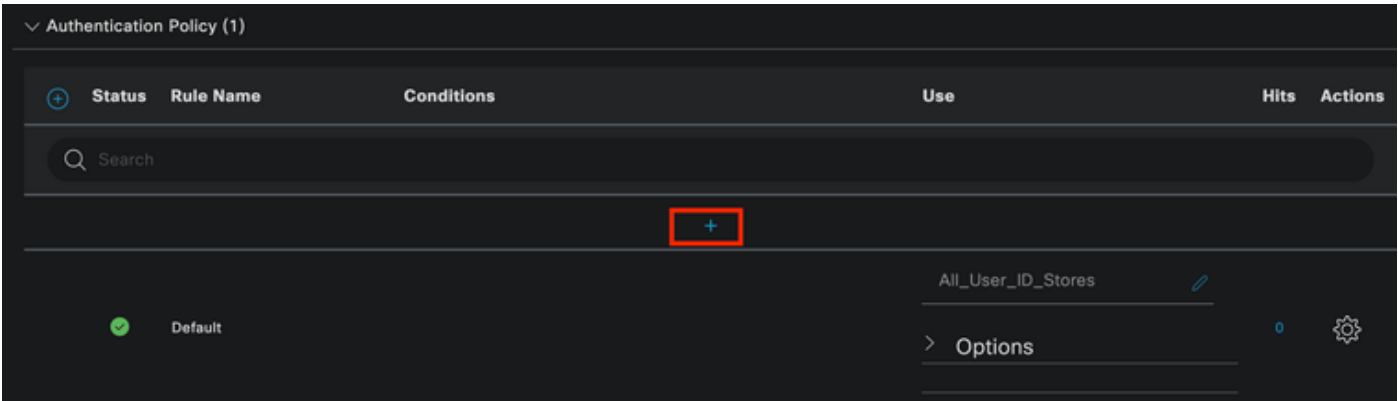 Authentication Policy (1)
Status Rule Name Conditions Use Hits Actions
Search
+
All_User_ID_Stores
Default 0
Options